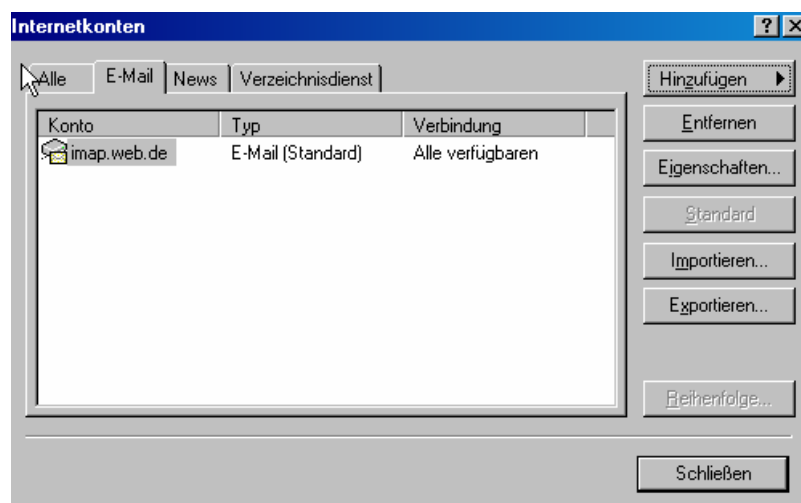 Internetkonten
Alle E-Mail News Verzeichnisdienst
Hinzufügen
Konto Typ Verbindung
imap.web.de E-Mail (Standard) Alle verfügbaren
Entfernen
Eigenschaften...
Standard
Importieren...
Exportieren...
Reihenfolge...
Schließen